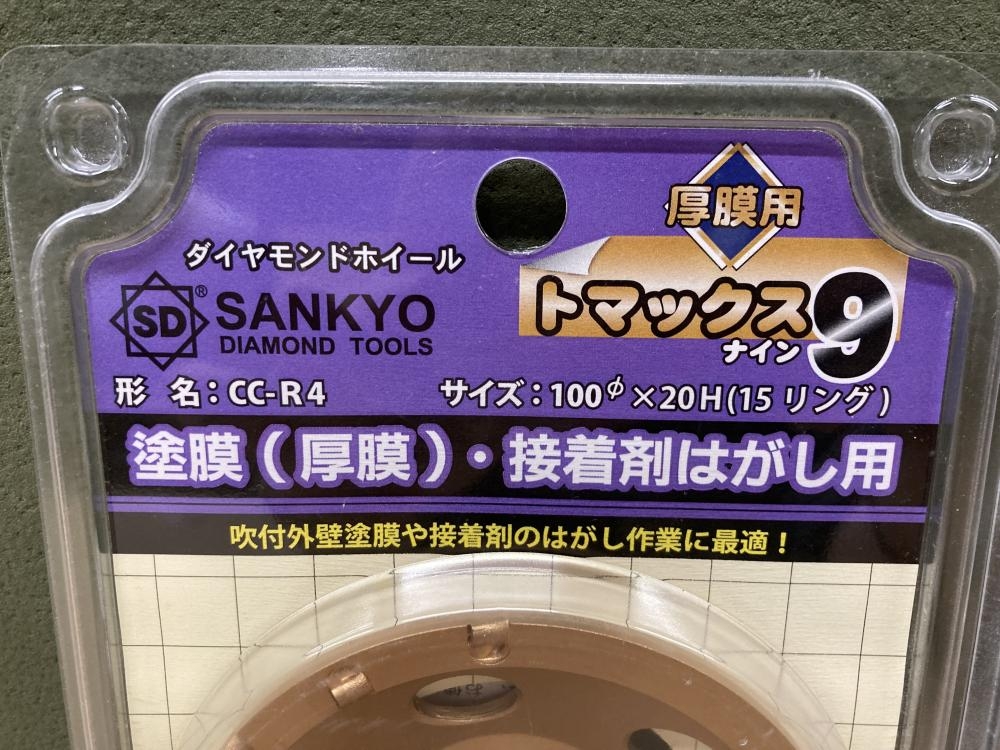 厚膜用
ダイヤモンドホイール
SD® SANKYO
DIAMOND TOOLS
トマックス9
ナイン
形 名：CC-R4
サイズ：100φ×20H(15リング)
塗膜(厚膜)・接着剤はがし用
吹付外壁塗膜や接着剤のはがし作業に最適！